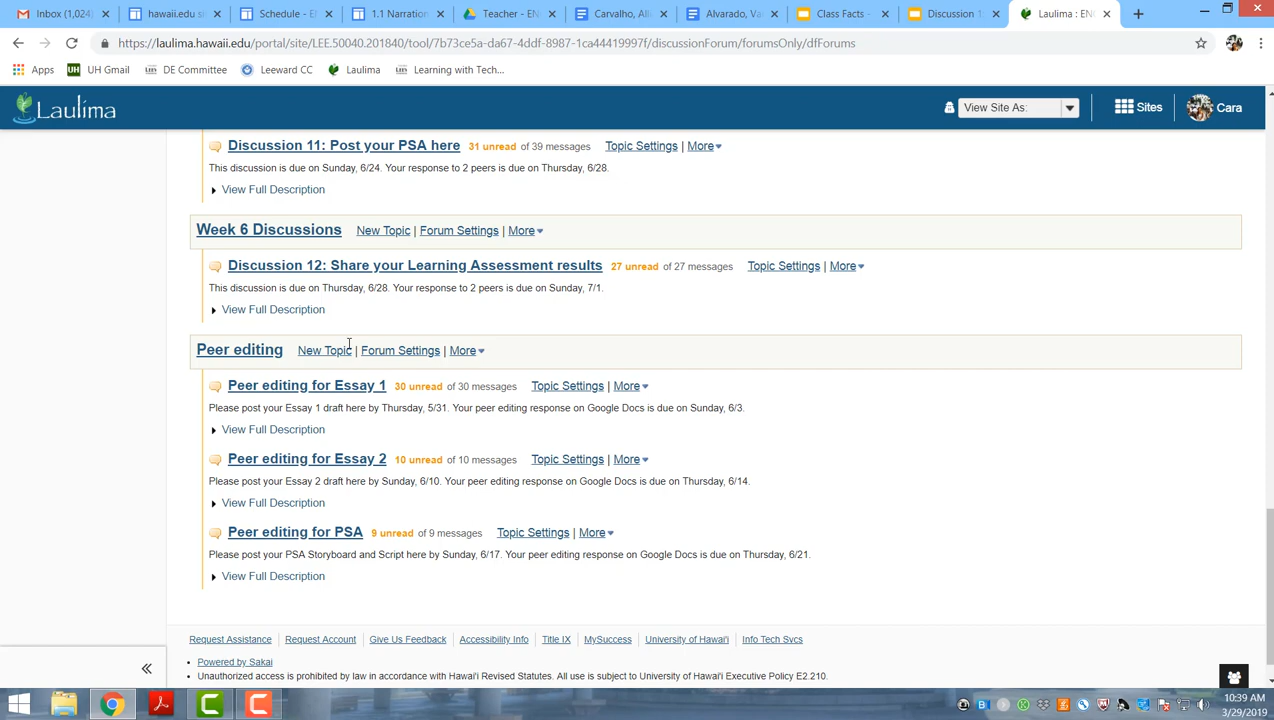 Inbox (1,024)
hawaii.edu s
Schedule - E
1.1 Narration
Teacher - EN
Carvalho, Ali
Alvarado, Va
Class Facts -
Discussion 1
Laulima : EN
https://laulima.hawaii.edu/portal/site/LEE.50040.201840/tool/7b73ce5a-da67-4ddf-8987-1ca44419997f/discussionForum/forumsOnly/dfForums
Apps UH Gmail DE Committee Leeward CC Laulima Learning with Tech...
Laulima View Site As: Sites Cara
Discussion 11: Post your PSA here 31 unread of 39 messages Topic Settings | More
This discussion is due on Sunday, 6/24. Your response to 2 peers is due on Thursday, 6/28.
View Full Description
Week 6 Discussions New Topic | Forum Settings | More
Discussion 12: Share your Learning Assessment results 27 unread of 27 messages Topic Settings | More
This discussion is due on Thursday, 6/28. Your response to 2 peers is due on Sunday, 7/1.
View Full Description
Peer editing New Topic | Forum Settings | More
Peer editing for Essay 1 30 unread of 30 messages Topic Settings | More
Please post your Essay 1 draft here by Thursday, 5/31. Your peer editing response on Google Docs is due on Sunday, 6/3.
View Full Description
Peer editing for Essay 2 10 unread of 10 messages Topic Settings | More
Please post your Essay 2 draft here by Sunday, 6/10. Your peer editing response on Google Docs is due on Thursday, 6/14.
View Full Description
Peer editing for PSA 9 unread of 9 messages Topic Settings | More
Please post your PSA Storyboard and Script here by Sunday, 6/17. Your peer editing response on Google Docs is due on Thursday, 6/21.
View Full Description
Request Assistance Request Account Give Us Feedback Accessibility Info Title IX MySuccess University of Hawai'i Info Tech Svcs
Powered by Sakai
Unauthorized access is prohibited by law in accordance with Hawai'i Revised Statutes. All use is subject to University of Hawai'i Executive Policy E2.210.
10:39 AM
3/29/2019